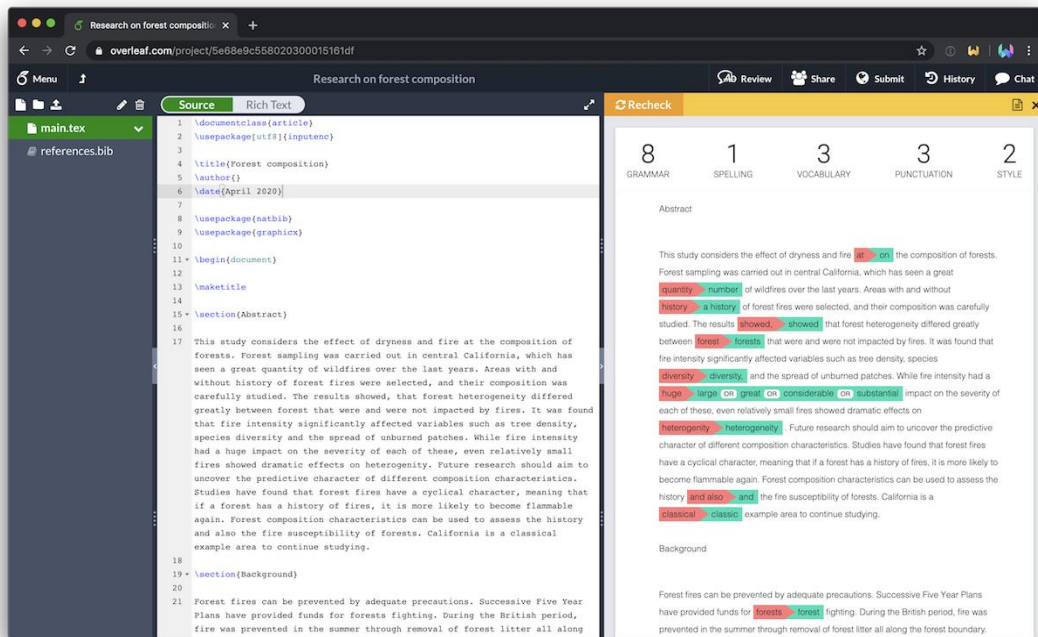 Research on forest compositio
overleaf.com/project/5e68e9c558020300015161df
Menu
Research on forest composition
Review
Share
Submit
History
Chat
Source
Rich Text
Recheck
main.tex
references.bib
1 \documentclass{article}
2 \usepackage[utf8]{inputenc}
3
4 \title{Forest composition}
5 \author{}
6 \date{April 2020}
7
8 \usepackage{natbib}
9 \usepackage{graphicx}
10
11 \begin{document}
12
13 \maketitle
14
15 \section{Abstract}
16
17 This study considers the effect of dryness and fire at the composition of
forests. Forest sampling was carried out in central California, which has
seen a great quantity of wildfires over the last years. Areas with and
without history of forest fires were selected, and their composition was
carefully studied. The results showed, that forest heterogeneity differed
greatly between forest that were and were not impacted by fires. It was found
that fire intensity significantly affected variables such as tree density,
species diversity and the spread of unburned patches. While fire intensity
had a huge impact on the severity of each of these, even relatively small
fires showed dramatic effects on heterogenity. Future research should aim to
uncover the predictive character of different composition characteristics.
Studies have found that forest fires have a cyclical character, meaning that
if a forest has a history of fires, it is more likely to become flammable
again. Forest composition characteristics can be used to assess the history
and also the fire susceptibility of forests. California is a classical
example area to continue studying.
18
19 \section{Background}
20
21 Forest fires can be prevented by adequate precautions. Successive Five Year
Plans have provided funds for forests fighting. During the British period,
fire was prevented in the summer through removal of forest litter all along
8 1 3 3 2
GRAMMAR SPELLING VOCABULARY PUNCTUATION STYLE
Abstract
This study considers the effect of dryness and fire at on the composition of forests.
Forest sampling was carried out in central California, which has seen a great
quantity number of wildfires over the last years. Areas with and without
history a history of forest fires were selected, and their composition was carefully
studied. The results showed, showed that forest heterogeneity differed greatly
between forest forests that were and were not impacted by fires. It was found that
fire intensity significantly affected variables such as tree density, species
diversity diversity, and the spread of unburned patches. While fire intensity had a
huge large OR great OR considerable OR substantial impact on the severity of
each of these, even relatively small fires showed dramatic effects on
heterogenity heterogeneity . Future research should aim to uncover the predictive
character of different composition characteristics. Studies have found that forest fires
have a cyclical character, meaning that if a forest has a history of fires, it is more likely to
become flammable again. Forest composition characteristics can be used to assess the
history and also and the fire susceptibility of forests. California is a
classical classic example area to continue studying.
Background
Forest fires can be prevented by adequate precautions. Successive Five Year Plans
have provided funds for forests forest fighting. During the British period, fire was
prevented in the summer through removal of forest litter all along the forest boundary.